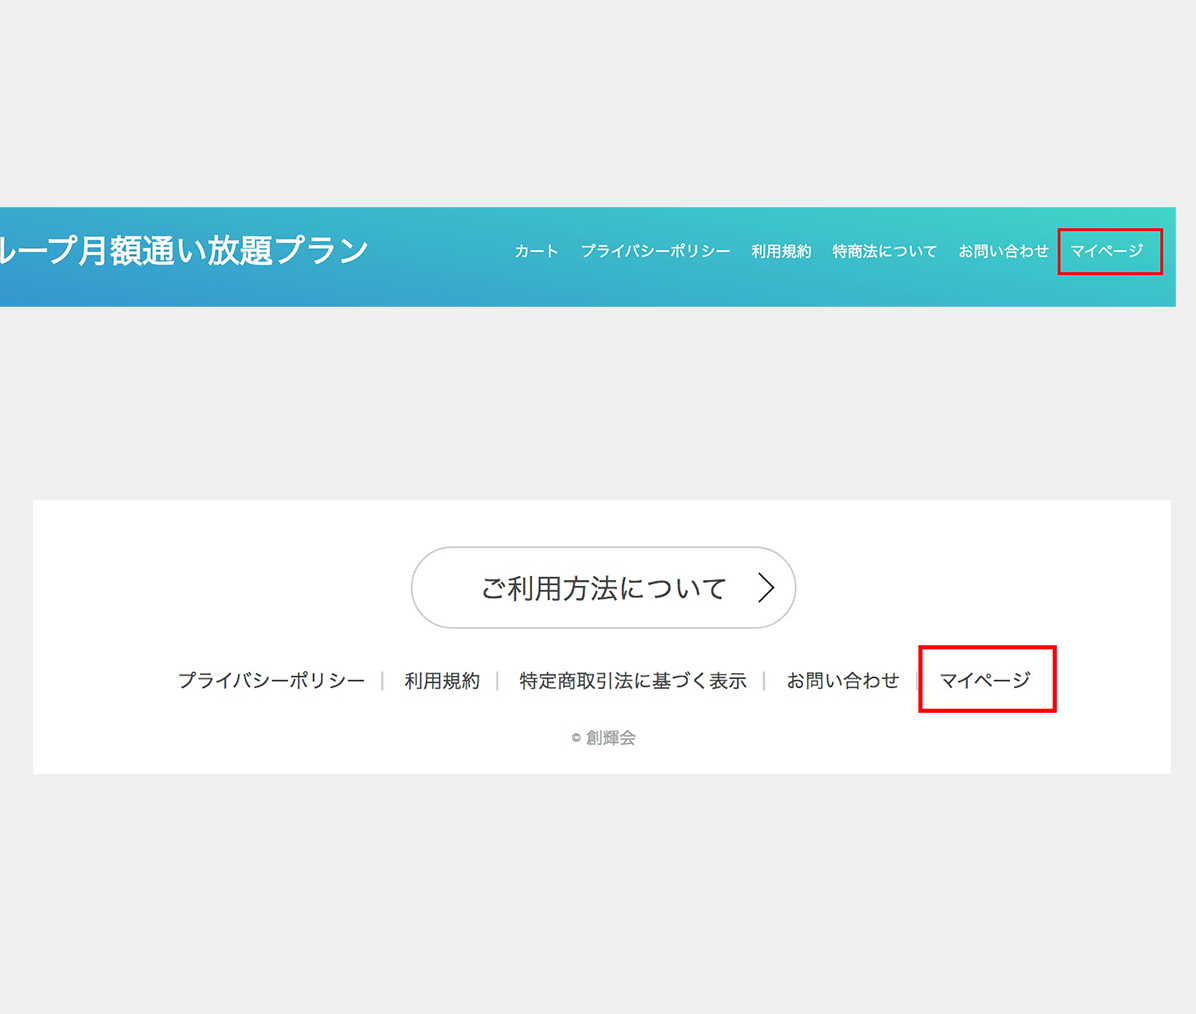 ループ月額通い放題プラン
カート プライバシーポリシー 利用規約 特商法について お問い合わせ マイページ
ご利用方法について
プライバシーポリシー | 利用規約 | 特定商取引法に基づく表示 | お問い合わせ | マイページ
© 創輝会